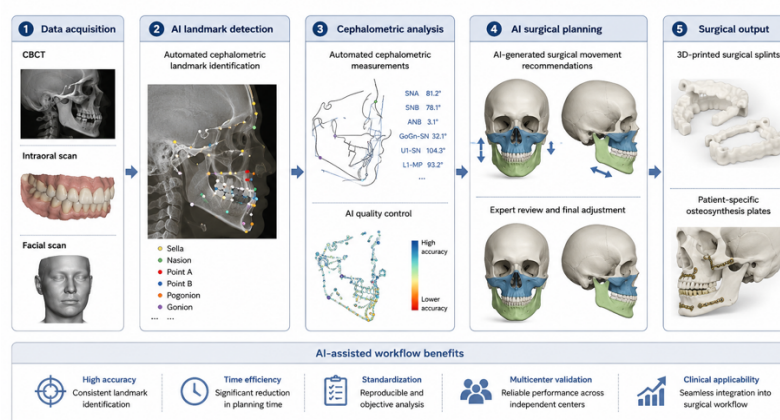 1 Data acquisition
CBCT
Intraoral scan
Facial scan
2 AI landmark detection
Automated cephalometric
landmark identification
Sella
Nasion
Point A
Point B
Pogonion
Gonion
... ...
3 Cephalometric analysis
Automated cephalometric
measurements
SNA 81.2°
SNB 78.1°
ANB 3.1°
GoGn-SN 32.1°
U1-SN 104.3°
L1-MP 93.2°
...
AI quality control
High
accuracy
Lower
accuracy
4 AI surgical planning
AI-generated surgical movement
recommendations
Expert review and final adjustment
5 Surgical output
3D-printed surgical splints
Patient-specific
osteosynthesis plates
AI-assisted workflow benefits
High accuracy
Consistent landmark
identification
Time efficiency
Significant reduction
in planning time
Standardization
Reproducible and
objective analysis
Multicenter validation
Reliable performance across
independent centers
Clinical applicability
Seamless integration into
surgical workflow